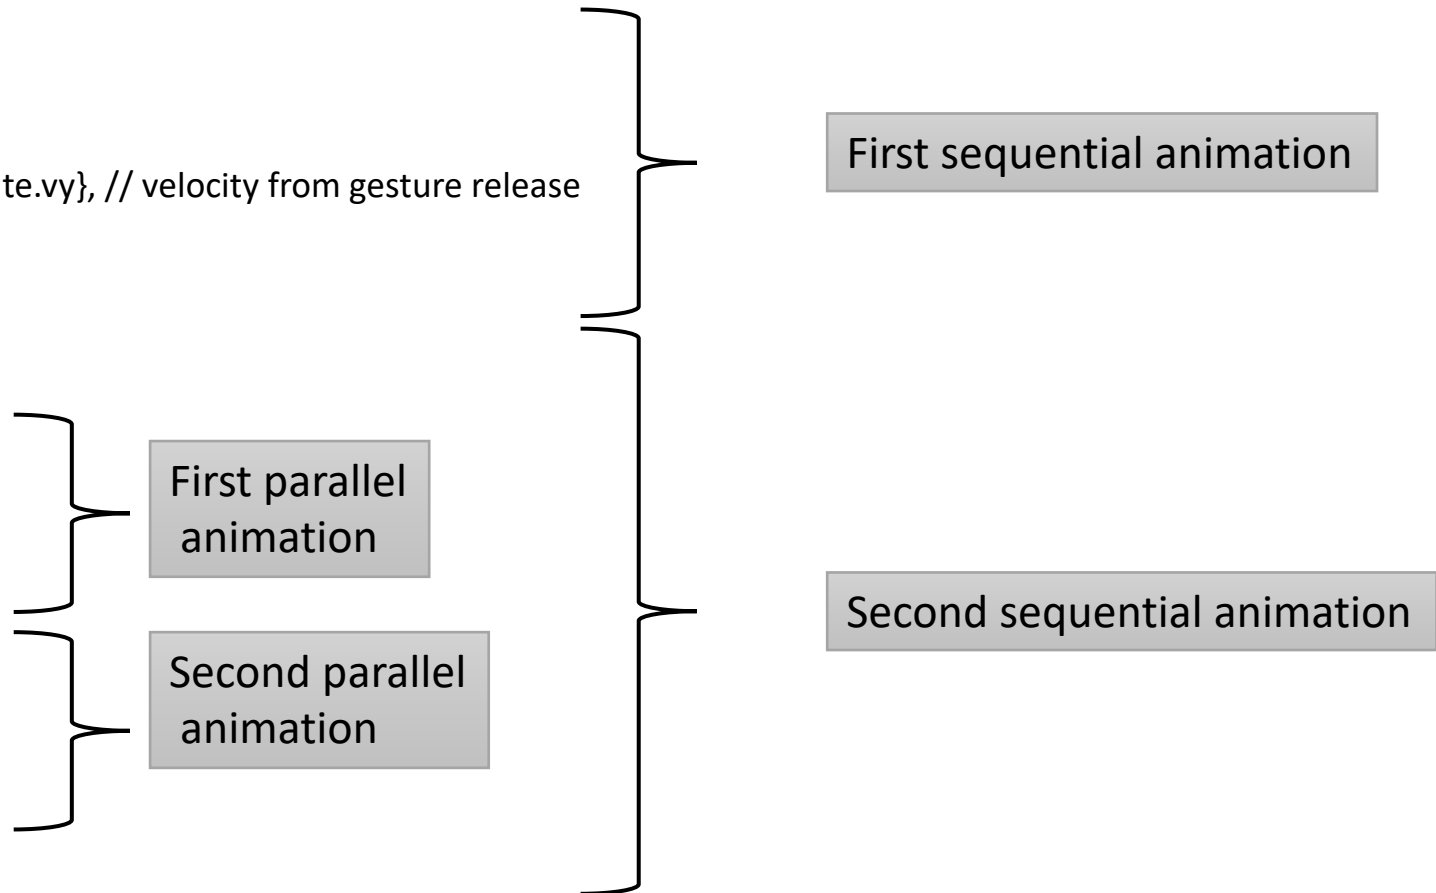 First sequential animation
te.vy}, // velocity from gesture release
First parallel
animation
Second sequential animation
Second parallel
animation